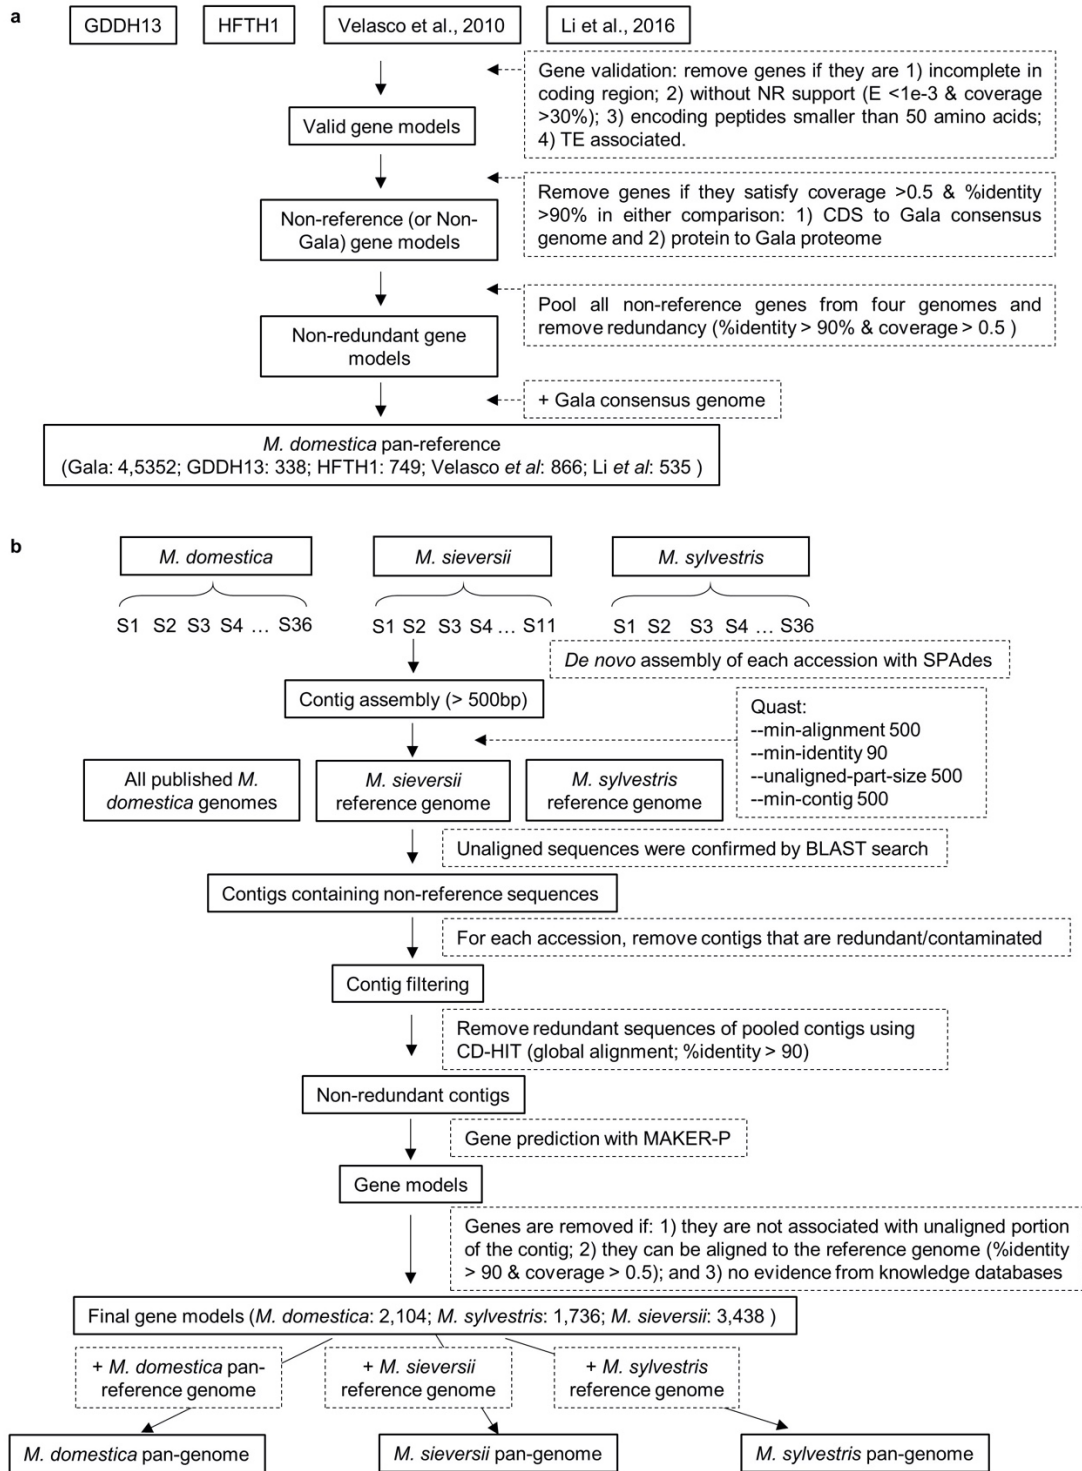 a
GDDH13
HFTH1
Velasco et al., 2010
Li et al., 2016
Gene validation: remove genes if they are 1) incomplete in
coding region; 2) without NR support (E <1e-3 & coverage
>30%); 3) encoding peptides smaller than 50 amino acids;
4) TE associated.
Valid gene models
Remove genes if they satisfy coverage >0.5 & %identity
>90% in either comparison: 1) CDS to Gala consensus
genome and 2) protein to Gala proteome
Non-reference (or Non-
Gala) gene models
Pool all non-reference genes from four genomes and
remove redundancy (%identity > 90% & coverage > 0.5 )
Non-redundant gene
models
+ Gala consensus genome
M. domestica pan-reference
(Gala: 4,5352; GDDH13: 338; HFTH1: 749; Velasco et al: 866; Li et al: 535 )
b
M. domestica
M. sieversii
M. sylvestris
S1 S2 S3 S4 ... S36
S1 S2 S3 S4 ... S11
S1 S2 S3 S4 ... S36
De novo assembly of each accession with SPAdes
Contig assembly (> 500bp)
Quast:
--min-alignment 500
--min-identity 90
--unaligned-part-size 500
--min-contig 500
All published M.
domestica genomes
M. sieversii
reference genome
M. sylvestris
reference genome
Unaligned sequences were confirmed by BLAST search
Contigs containing non-reference sequences
For each accession, remove contigs that are redundant/contaminated
Contig filtering
Remove redundant sequences of pooled contigs using
CD-HIT (global alignment; %identity > 90)
Non-redundant contigs
Gene prediction with MAKER-P
Gene models
Genes are removed if: 1) they are not associated with unaligned portion
of the contig; 2) they can be aligned to the reference genome (%identity
> 90 & coverage > 0.5); and 3) no evidence from knowledge databases
Final gene models (M. domestica: 2,104; M. sylvestris: 1,736; M. sieversii: 3,438 )
+ M. domestica pan-
reference genome
+ M. sieversii
reference genome
+ M. sylvestris
reference genome
M. domestica pan-genome
M. sieversii pan-genome
M. sylvestris pan-genome